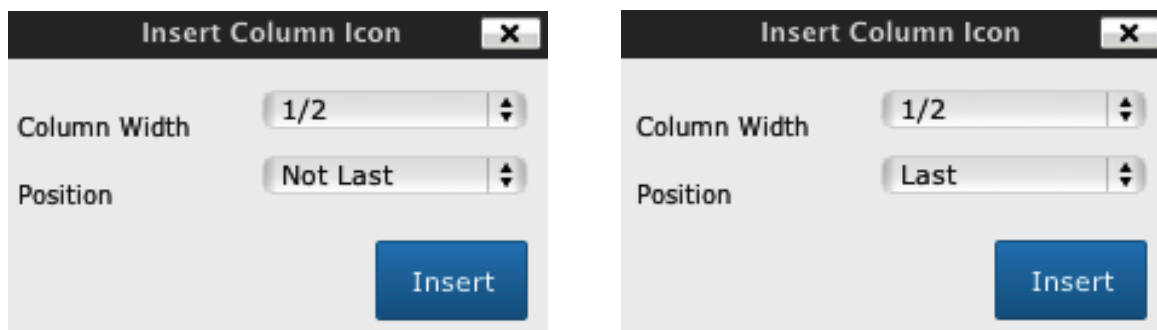 Insert Column Icon
Column Width 1/2
Position Not Last
Insert
Insert Column Icon
Column Width 1/2
Position Last
Insert